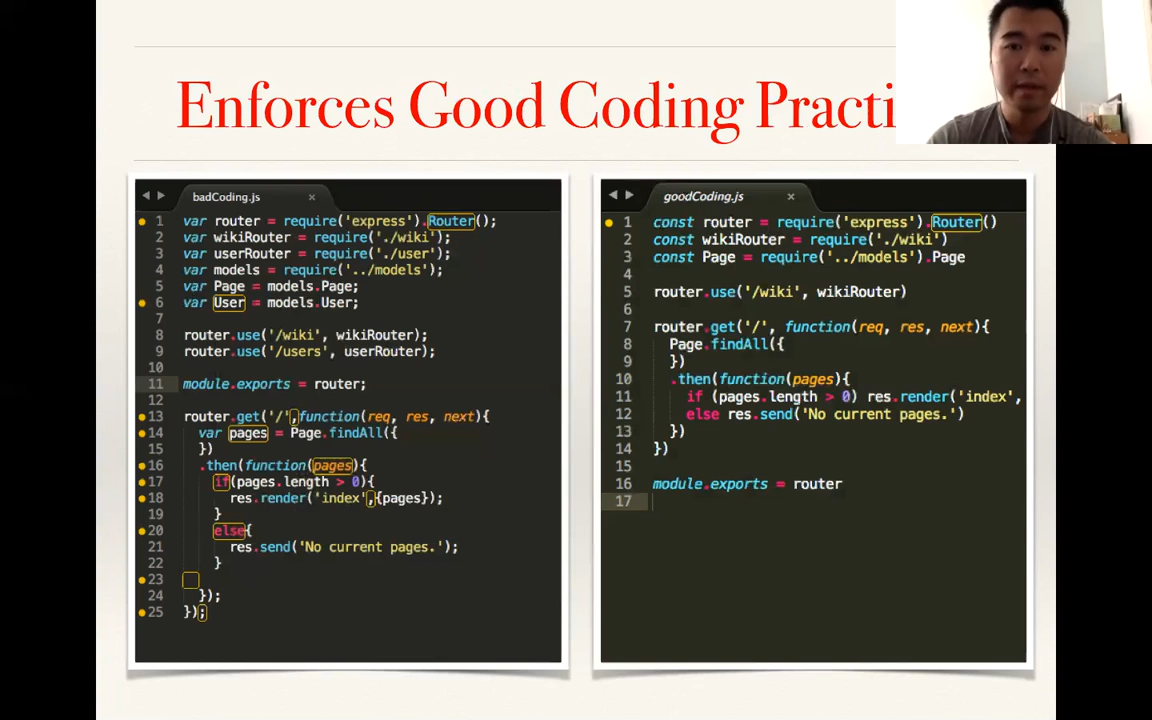 Enforces Good Coding Practi
badCoding.js
1 var router = require('express').Router();
2 var wikiRouter = require('./wiki');
3 var userRouter = require('./user');
4 var models = require('../models');
5 var Page = models.Page;
6 var User = models.User;
7
8 router.use('/wiki', wikiRouter);
9 router.use('/users', userRouter);
10
11 module.exports = router;
12
13 router.get('/',function(req, res, next){
14 var pages = Page.findAll({
15 })
16 .then(function(pages){
17 if(pages.length > 0){
18 res.render('index',{pages});
19 }
20 else{
21 res.send('No current pages.');
22 }
23
24 });
25 });
goodCoding.js
1 const router = require('express').Router()
2 const wikiRouter = require('./wiki')
3 const Page = require('../models').Page
4
5 router.use('/wiki', wikiRouter)
6
7 router.get('/', function(req, res, next){
8 Page.findAll({
9 })
10 .then(function(pages){
11 if (pages.length > 0) res.render('index',
12 else res.send('No current pages.')
13 })
14 })
15
16 module.exports = router
17